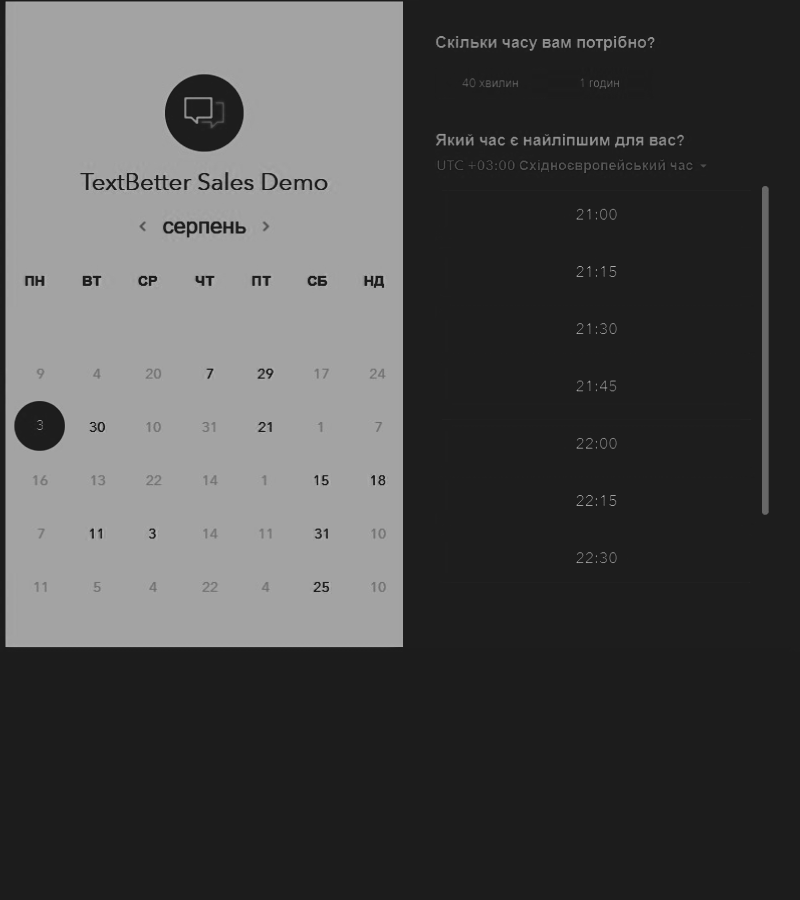 TextBetter Sales Demo
серпень
ПН ВТ СР ЧТ ПТ СБ НД
9 4 20 7 29 17 24
3 30 10 31 21 1 7
16 13 22 14 1 15 18
7 11 3 14 11 31 10
11 5 4 22 4 25 10
Скільки часу вам потрібно?
40 хвилин 1 годин
Який час є найліпшим для вас?
UTC +03:00 Східноєвропейський час
21:00
21:15
21:30
21:45
22:00
22:15
22:30